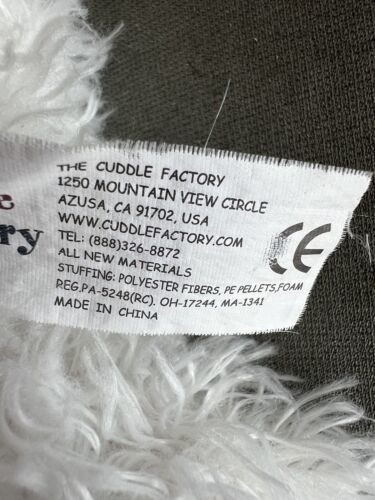 THE CUDDLE FACTORY
1250 MOUNTAIN VIEW CIRCLE
AZUSA, CA 91702, USA
WWW.CUDDLEFACTORY.COM
TEL: (888)326-8872
ALL NEW MATERIALS
STUFFING: POLYESTER FIBERS, PE PELLETS,FOAM
REG.PA-5248(RC). OH-17244, MA-1341
MADE IN CHINA
CE
e
ry